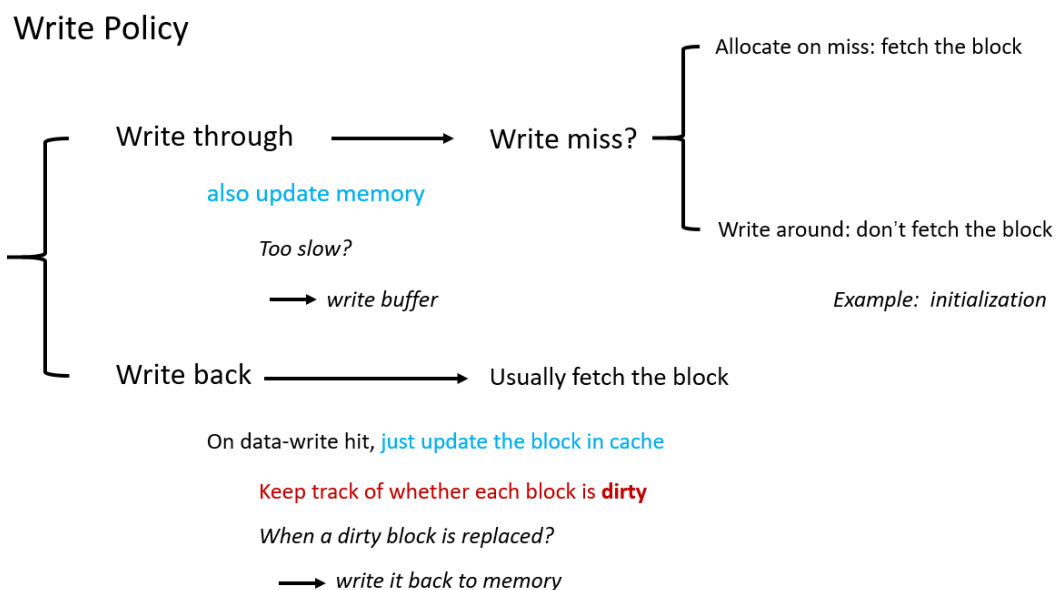 Write Policy
Allocate on miss: fetch the block
Write through
Write miss?
also update memory
Write around: don’t fetch the block
Too slow?
write buffer
Example: initialization
Write back
Usually fetch the block
On data-write hit, just update the block in cache
Keep track of whether each block is dirty
When a dirty block is replaced?
write it back to memory